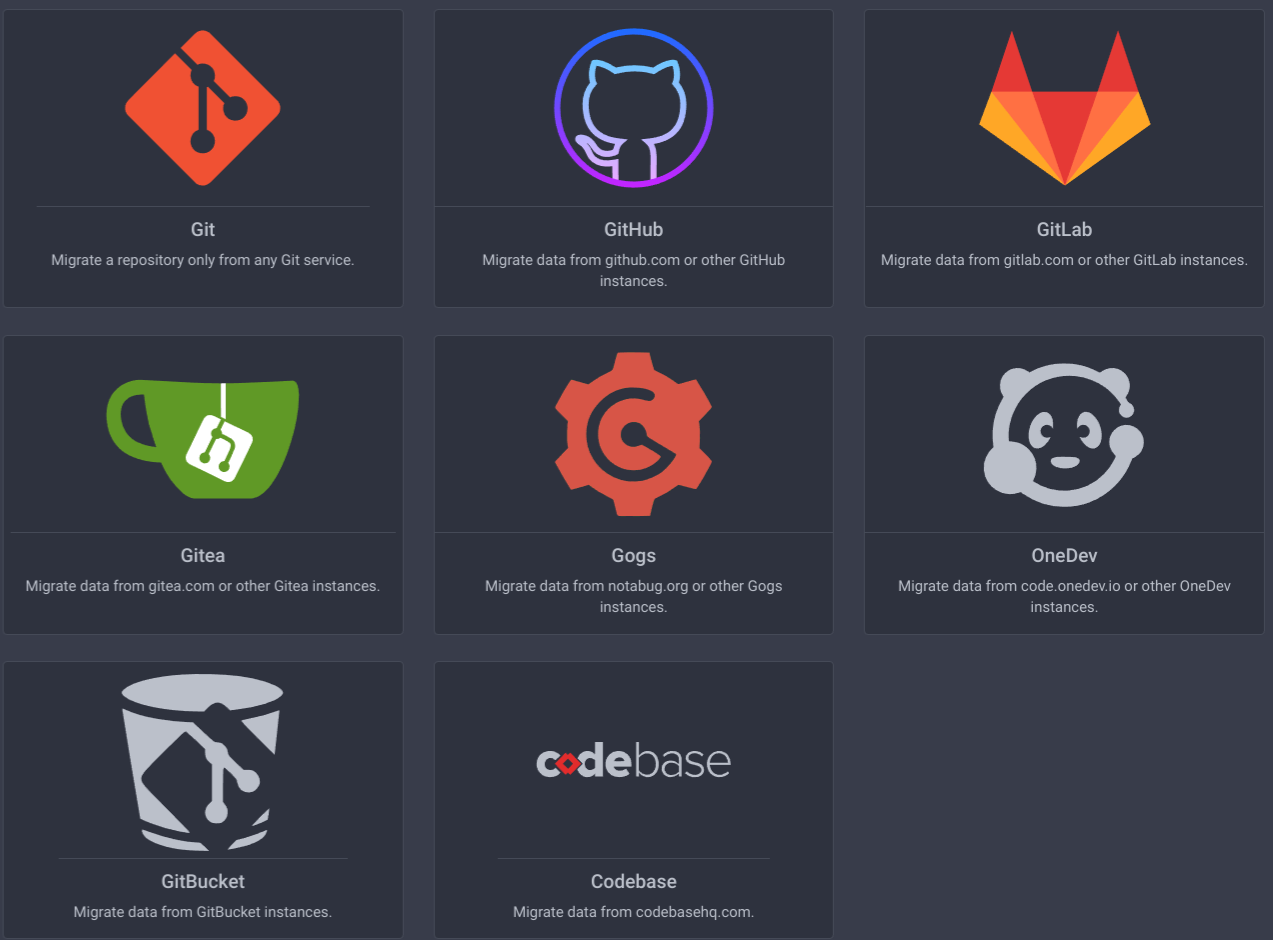 Git
Migrate a repository only from any Git service.
GitHub
Migrate data from github.com or other GitHub
instances.
GitLab
Migrate data from gitlab.com or other GitLab instances.
Gitea
Migrate data from gitea.com or other Gitea instances.
Gogs
Migrate data from notabug.org or other Gogs
instances.
OneDev
Migrate data from code.onedev.io or other OneDev
instances.
GitBucket
Migrate data from GitBucket instances.
codebase
Codebase
Migrate data from codebasehq.com.